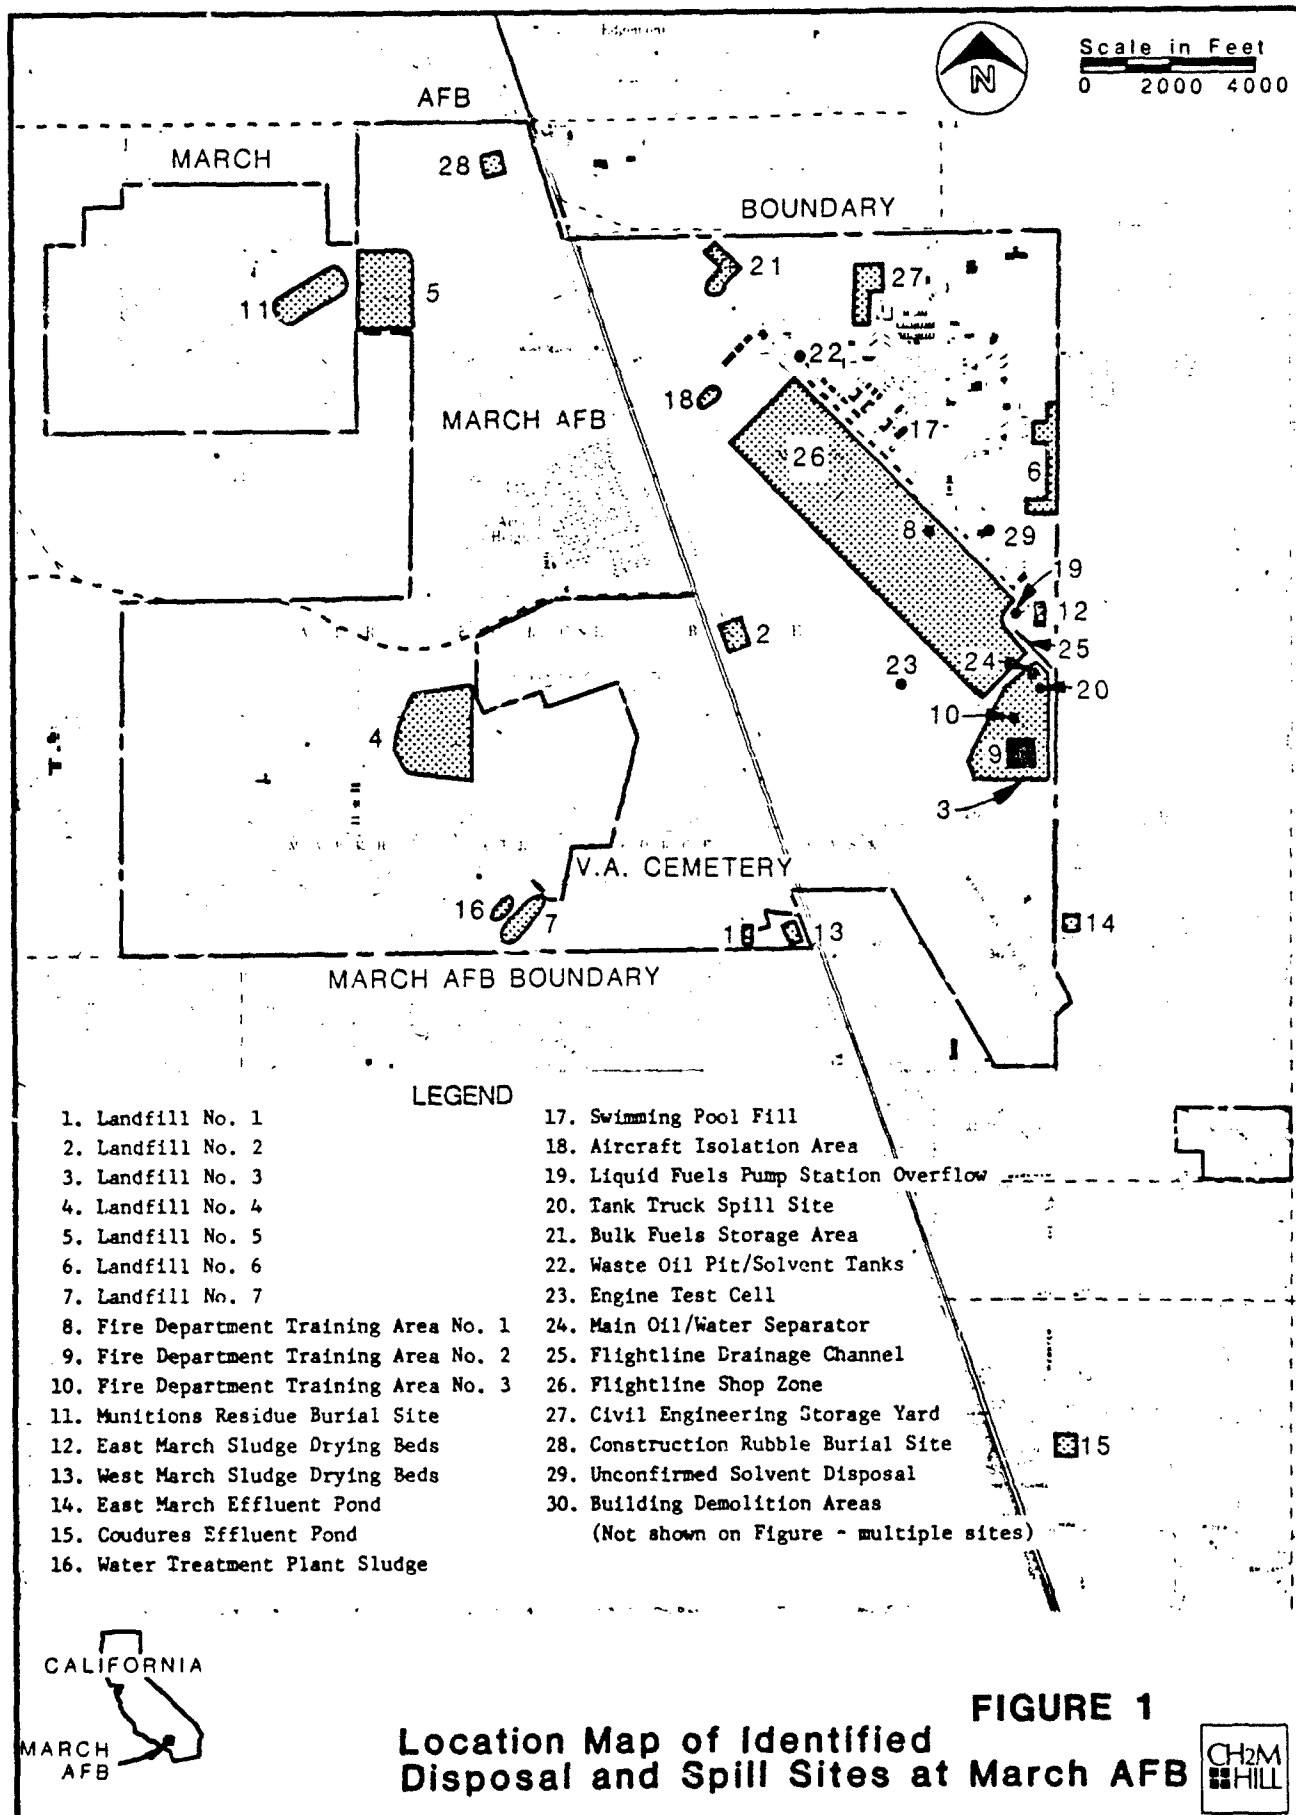 Edgemont
Scale in Feet
0 2000 4000
N
AFB
MARCH
28
BOUNDARY
21
27
11
5
22
18
MARCH AFB
17
26
6
8
29
19
12
2
25
24
23
20
10
4
9
3
V.A. CEMETERY
16
7
1
13
14
MARCH AFB BOUNDARY
LEGEND
1. Landfill No. 1
2. Landfill No. 2
3. Landfill No. 3
4. Landfill No. 4
5. Landfill No. 5
6. Landfill No. 6
7. Landfill No. 7
8. Fire Department Training Area No. 1
9. Fire Department Training Area No. 2
10. Fire Department Training Area No. 3
11. Munitions Residue Burial Site
12. East March Sludge Drying Beds
13. West March Sludge Drying Beds
14. East March Effluent Pond
15. Coudures Effluent Pond
16. Water Treatment Plant Sludge
17. Swimming Pool Fill
18. Aircraft Isolation Area
19. Liquid Fuels Pump Station Overflow
20. Tank Truck Spill Site
21. Bulk Fuels Storage Area
22. Waste Oil Pit/Solvent Tanks
23. Engine Test Cell
24. Main Oil/Water Separator
25. Flightline Drainage Channel
26. Flightline Shop Zone
27. Civil Engineering Storage Yard
28. Construction Rubble Burial Site
29. Unconfirmed Solvent Disposal
30. Building Demolition Areas
(Not shown on Figure - multiple sites)
15
CALIFORNIA
MARCH
AFB
FIGURE 1
Location Map of Identified
Disposal and Spill Sites at March AFB
CH2M
HILL